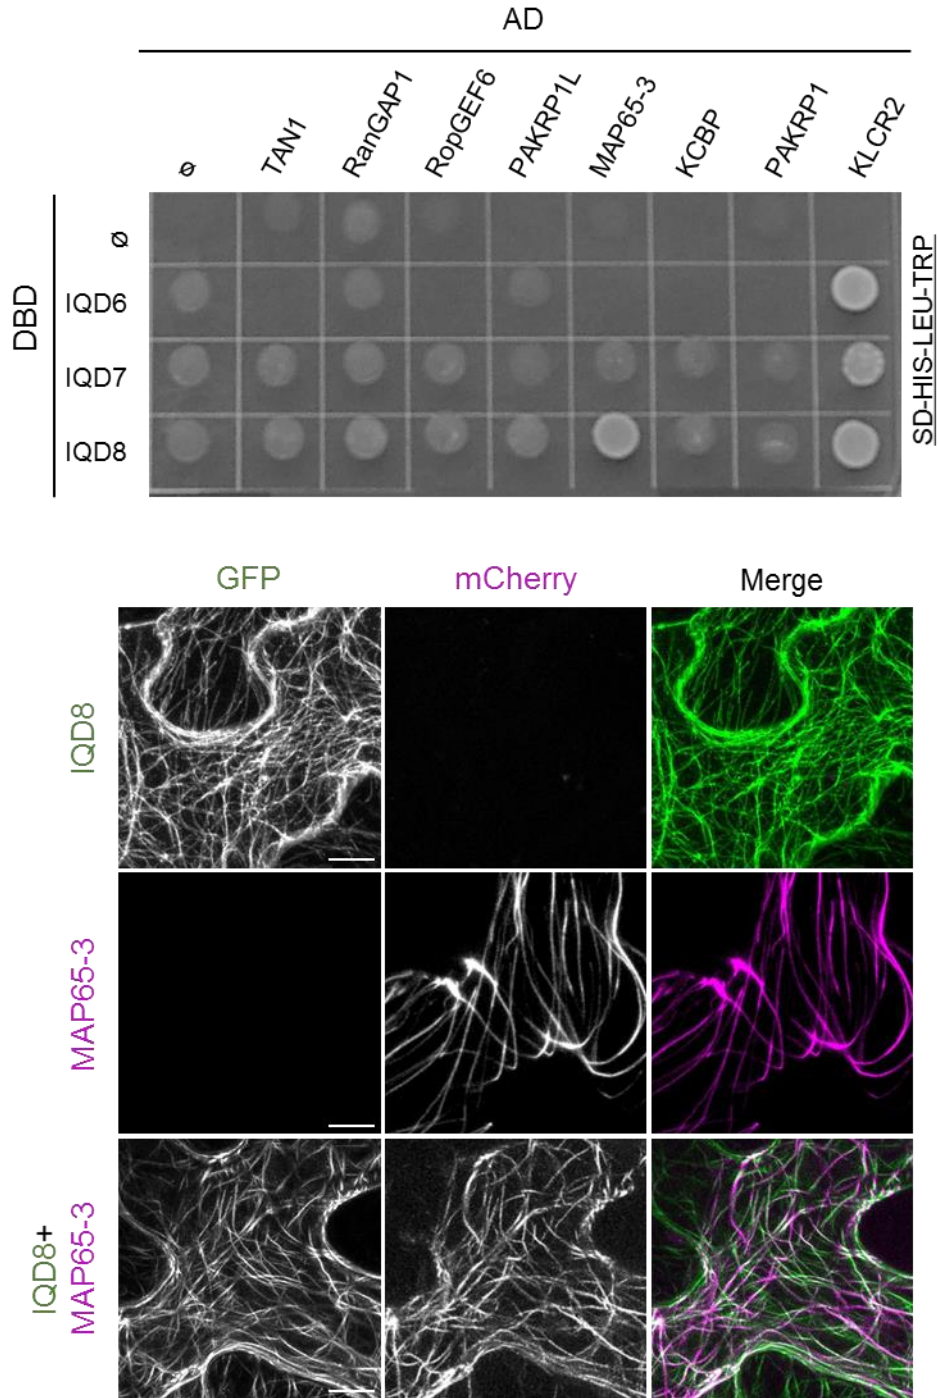 AD
ø
TAN1
RanGAP1
RopGEF6
PAKRP1L
MAP65-3
KCBP
PAKRP1
KLCR2
DBD
ø
IQD6
IQD7
IQD8
SD-HIS-LEU-TRP
GFP
mCherry
Merge
IQD8
MAP65-3
IQD8+
MAP65-3